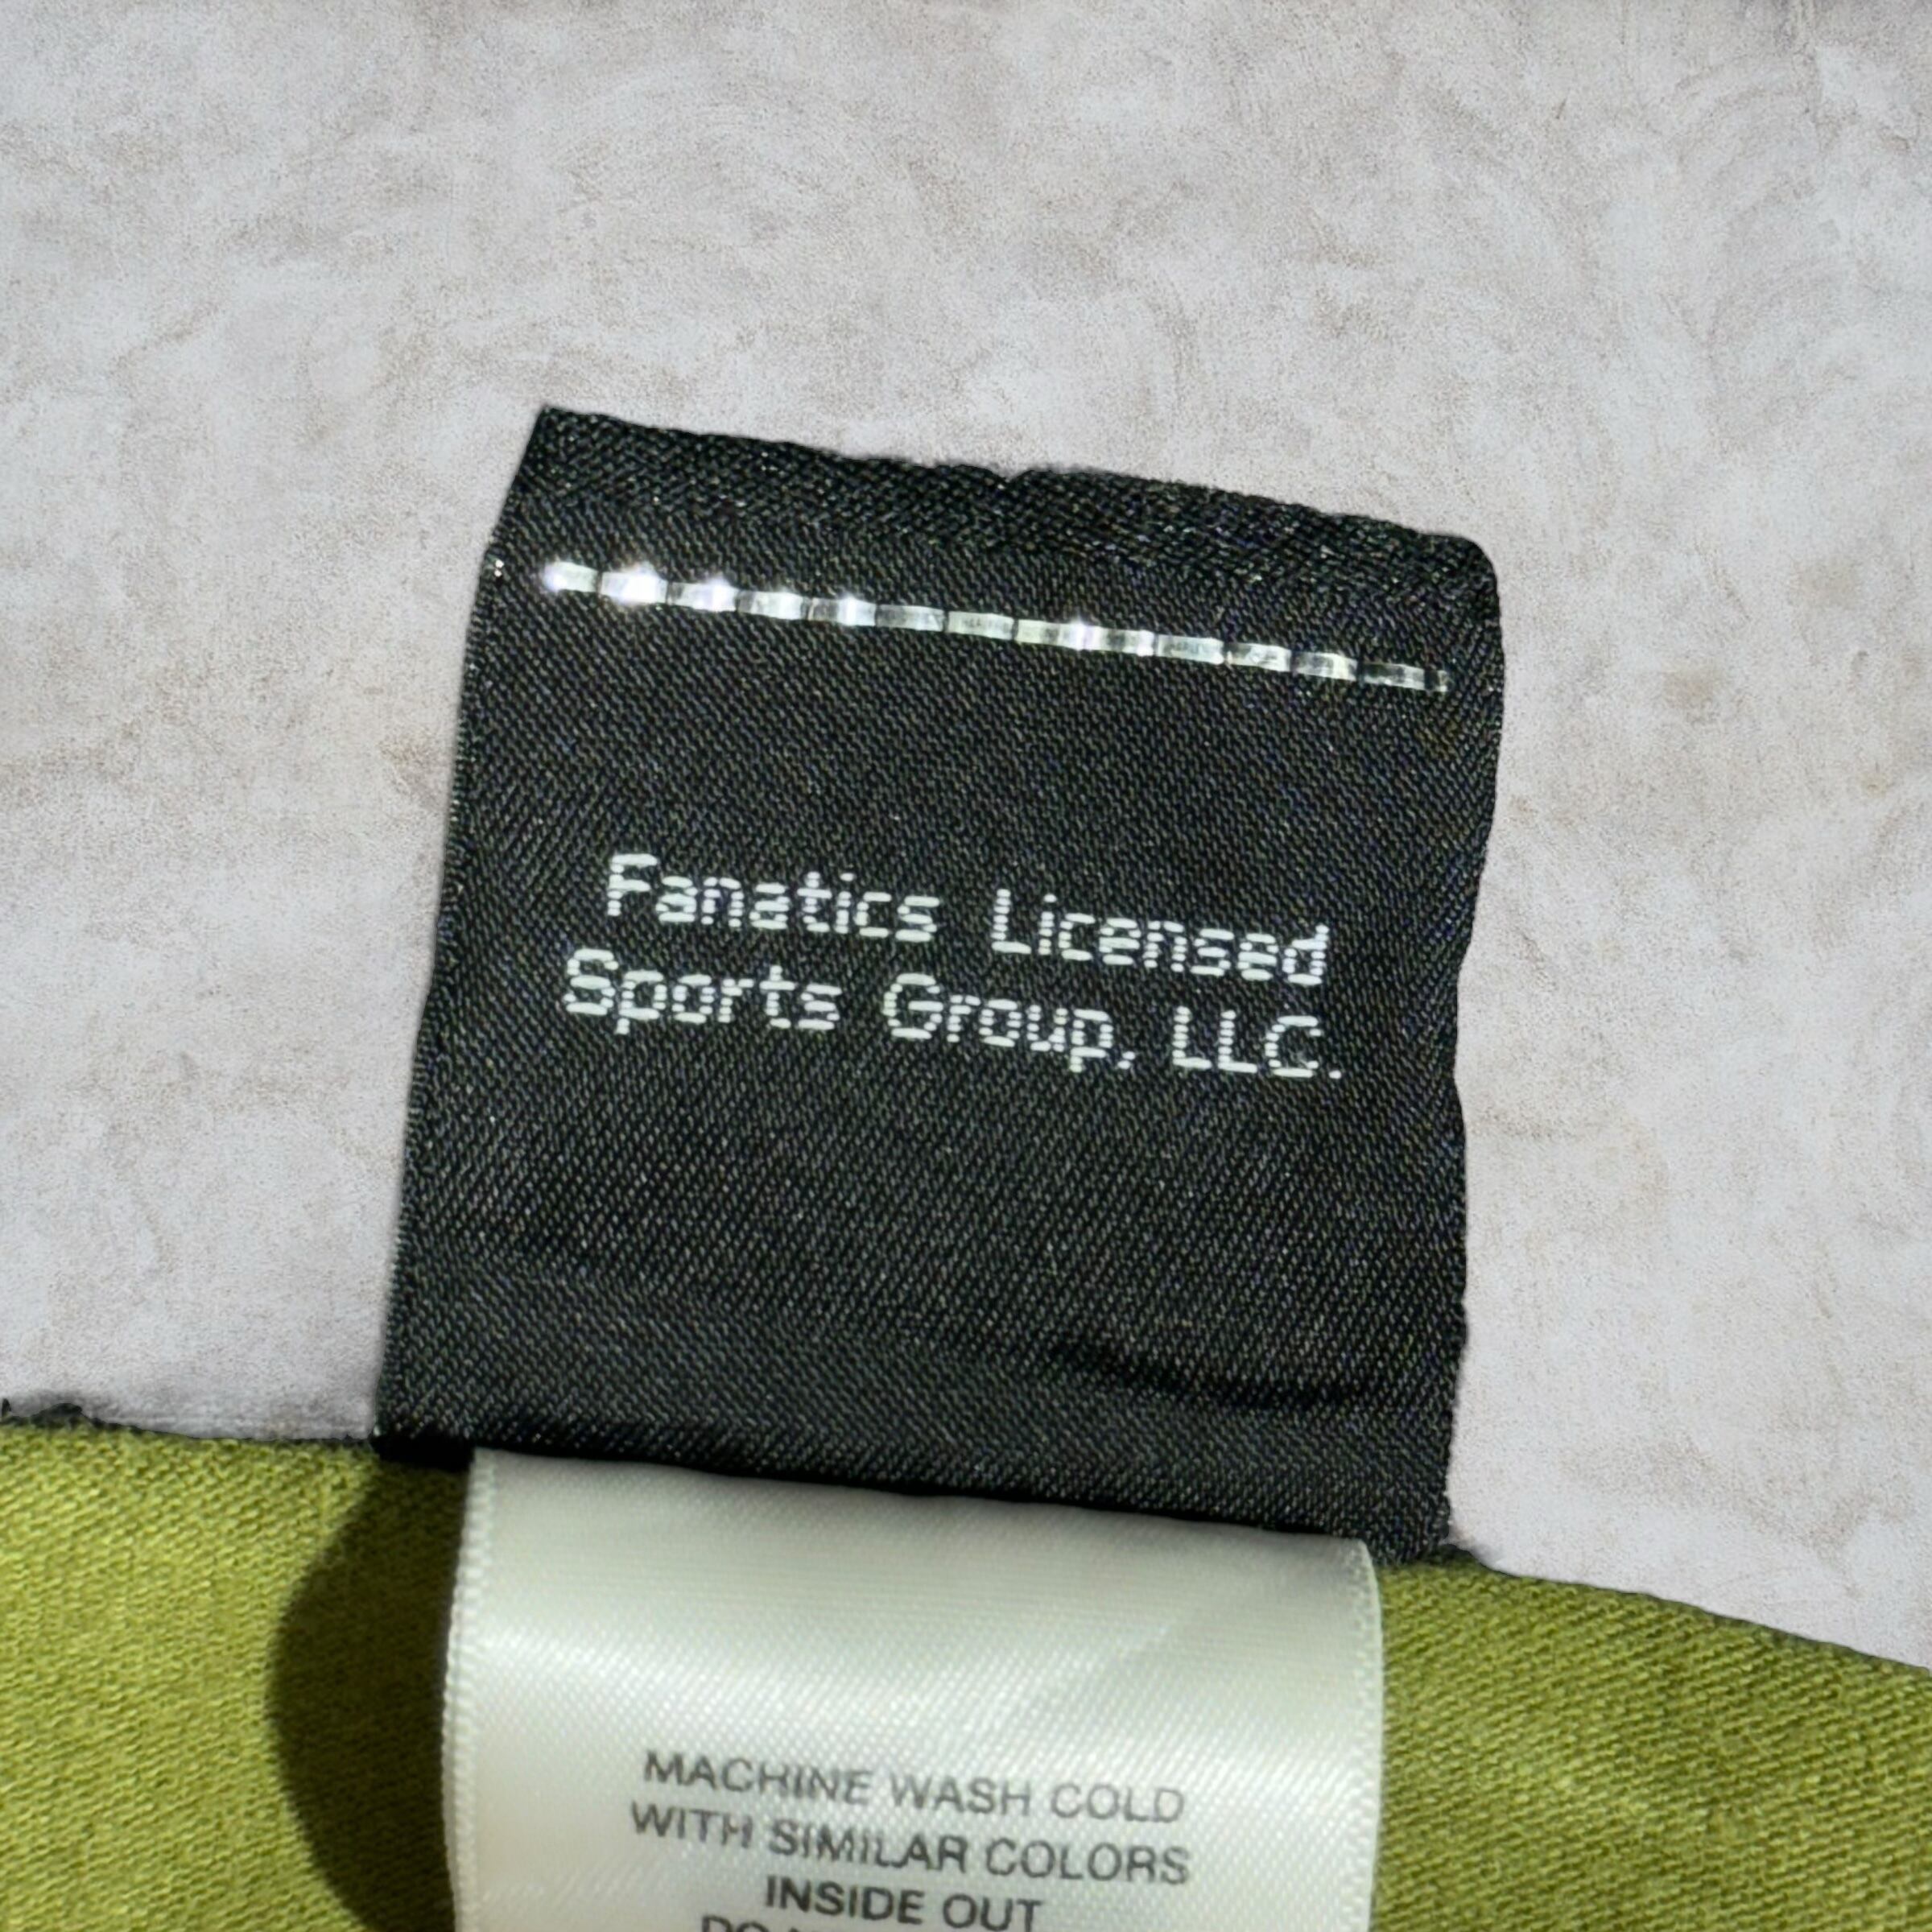 Fanatics Licensed
Sports Group, LLC.
MACHINE WASH COLD
WITH SIMILAR COLORS
INSIDE OUT